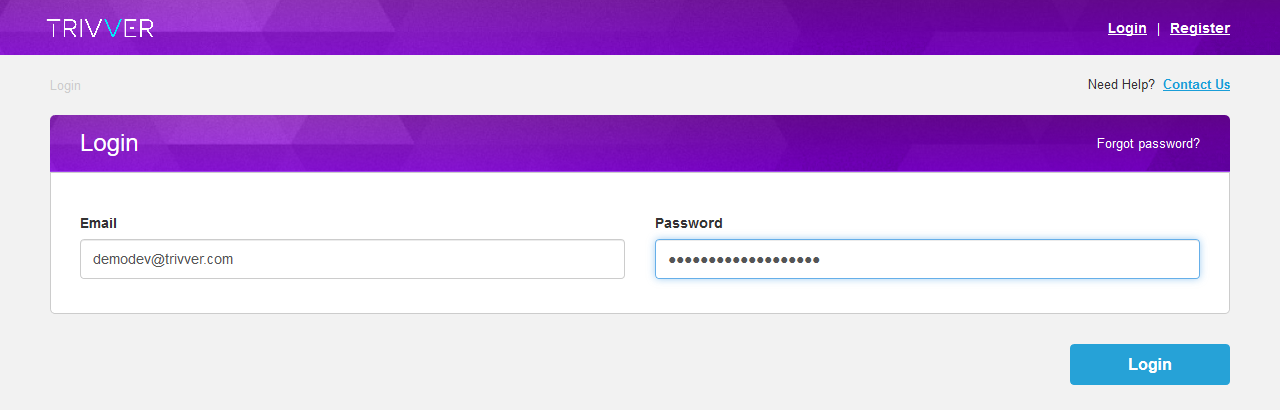 TRIVVER
Login | Register
Login
Need Help? Contact Us
Login
Forgot password?
Email
Password
demodev@trivver.com
●●●●●●●●●●●●●●●●●●●
Login